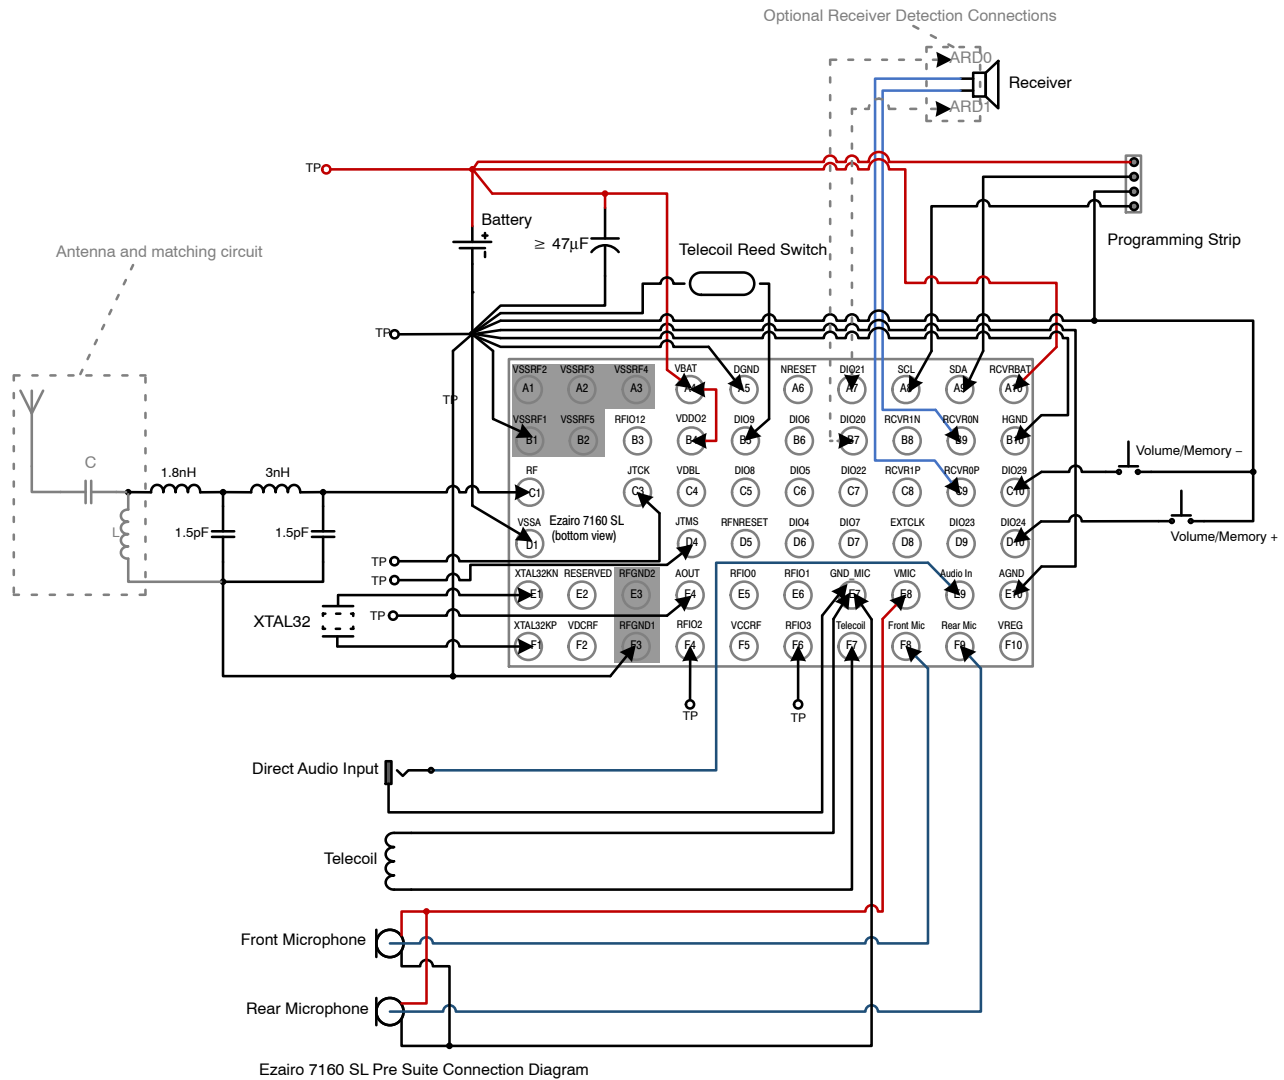 Optional Receiver Detection Connections
ARD0
Receiver
ARD1
TP
Battery
+
-
≥ 47µF
Telecoil Reed Switch
Programming Strip
Antenna and matching circuit
TP
VSSRF2 VSSRF3 VSSRF4 VBAT DGND NRESET DIO21 SCL SDA RCVRBAT
A1 A2 A3 A4 A5 A6 A7 A8 A9 A10
TP
VSSRF1 VSSRF5 RFIO12 VDDO2 DIO9 DIO6 DIO20 RCVR1N RCVR0N HGND
B1 B2 B3 B4 B5 B6 B7 B8 B9 B10
Volume/Memory –
C
1.8nH 3nH
RF JTCK VDBL DIO8 DIO5 DIO22 RCVR1P RCVR0P DIO29
C1 C3 C4 C5 C6 C7 C8 C9 C10
L
1.5pF 1.5pF
VSSA Ezairo 7160 SL JTMS RFNRESET DIO4 DIO7 EXTCLK DIO23 DIO24
(bottom view)
D1 D4 D5 D6 D7 D8 D9 D10
Volume/Memory +
TP
TP
XTAL32KN RESERVED RFGND2 AOUT RFIO0 RFIO1 GND_MIC VMIC Audio In AGND
E1 E2 E3 E4 E5 E6 E7 E8 E9 E10
TP
XTAL32
XTAL32KP VDCRF RFGND1 RFIO2 VCCRF RFIO3 Telecoil Front Mic Rear Mic VREG
F1 F2 F3 F4 F5 F6 F7 F8 F9 F10
TP TP
Direct Audio Input
Telecoil
Front Microphone
Rear Microphone
Ezairo 7160 SL Pre Suite Connection Diagram